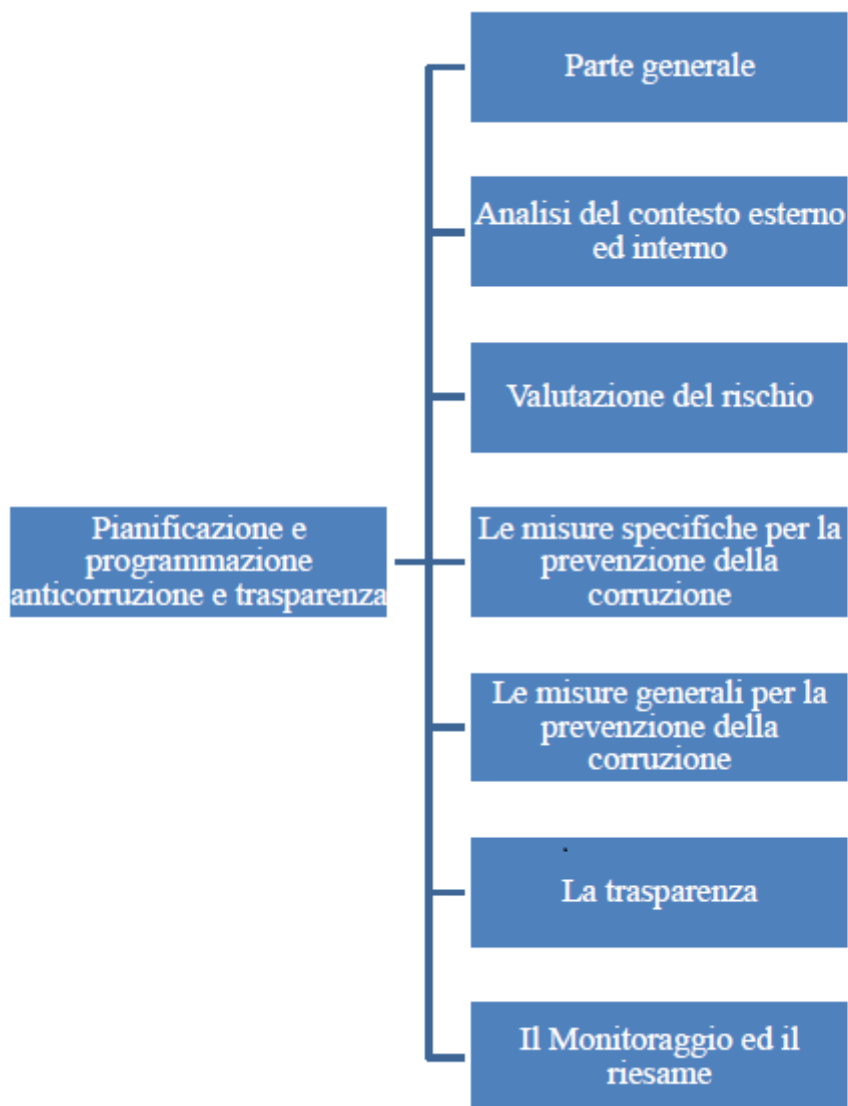 Parte generale
Analisi del contesto esterno
ed interno
Valutazione del rischio
Pianificazione e
programmazione
anticorruzione e trasparenza
Le misure specifiche per la
prevenzione della
corruzione
Le misure generali per la
prevenzione della
corruzione
La trasparenza
Il Monitoraggio ed il
riesame